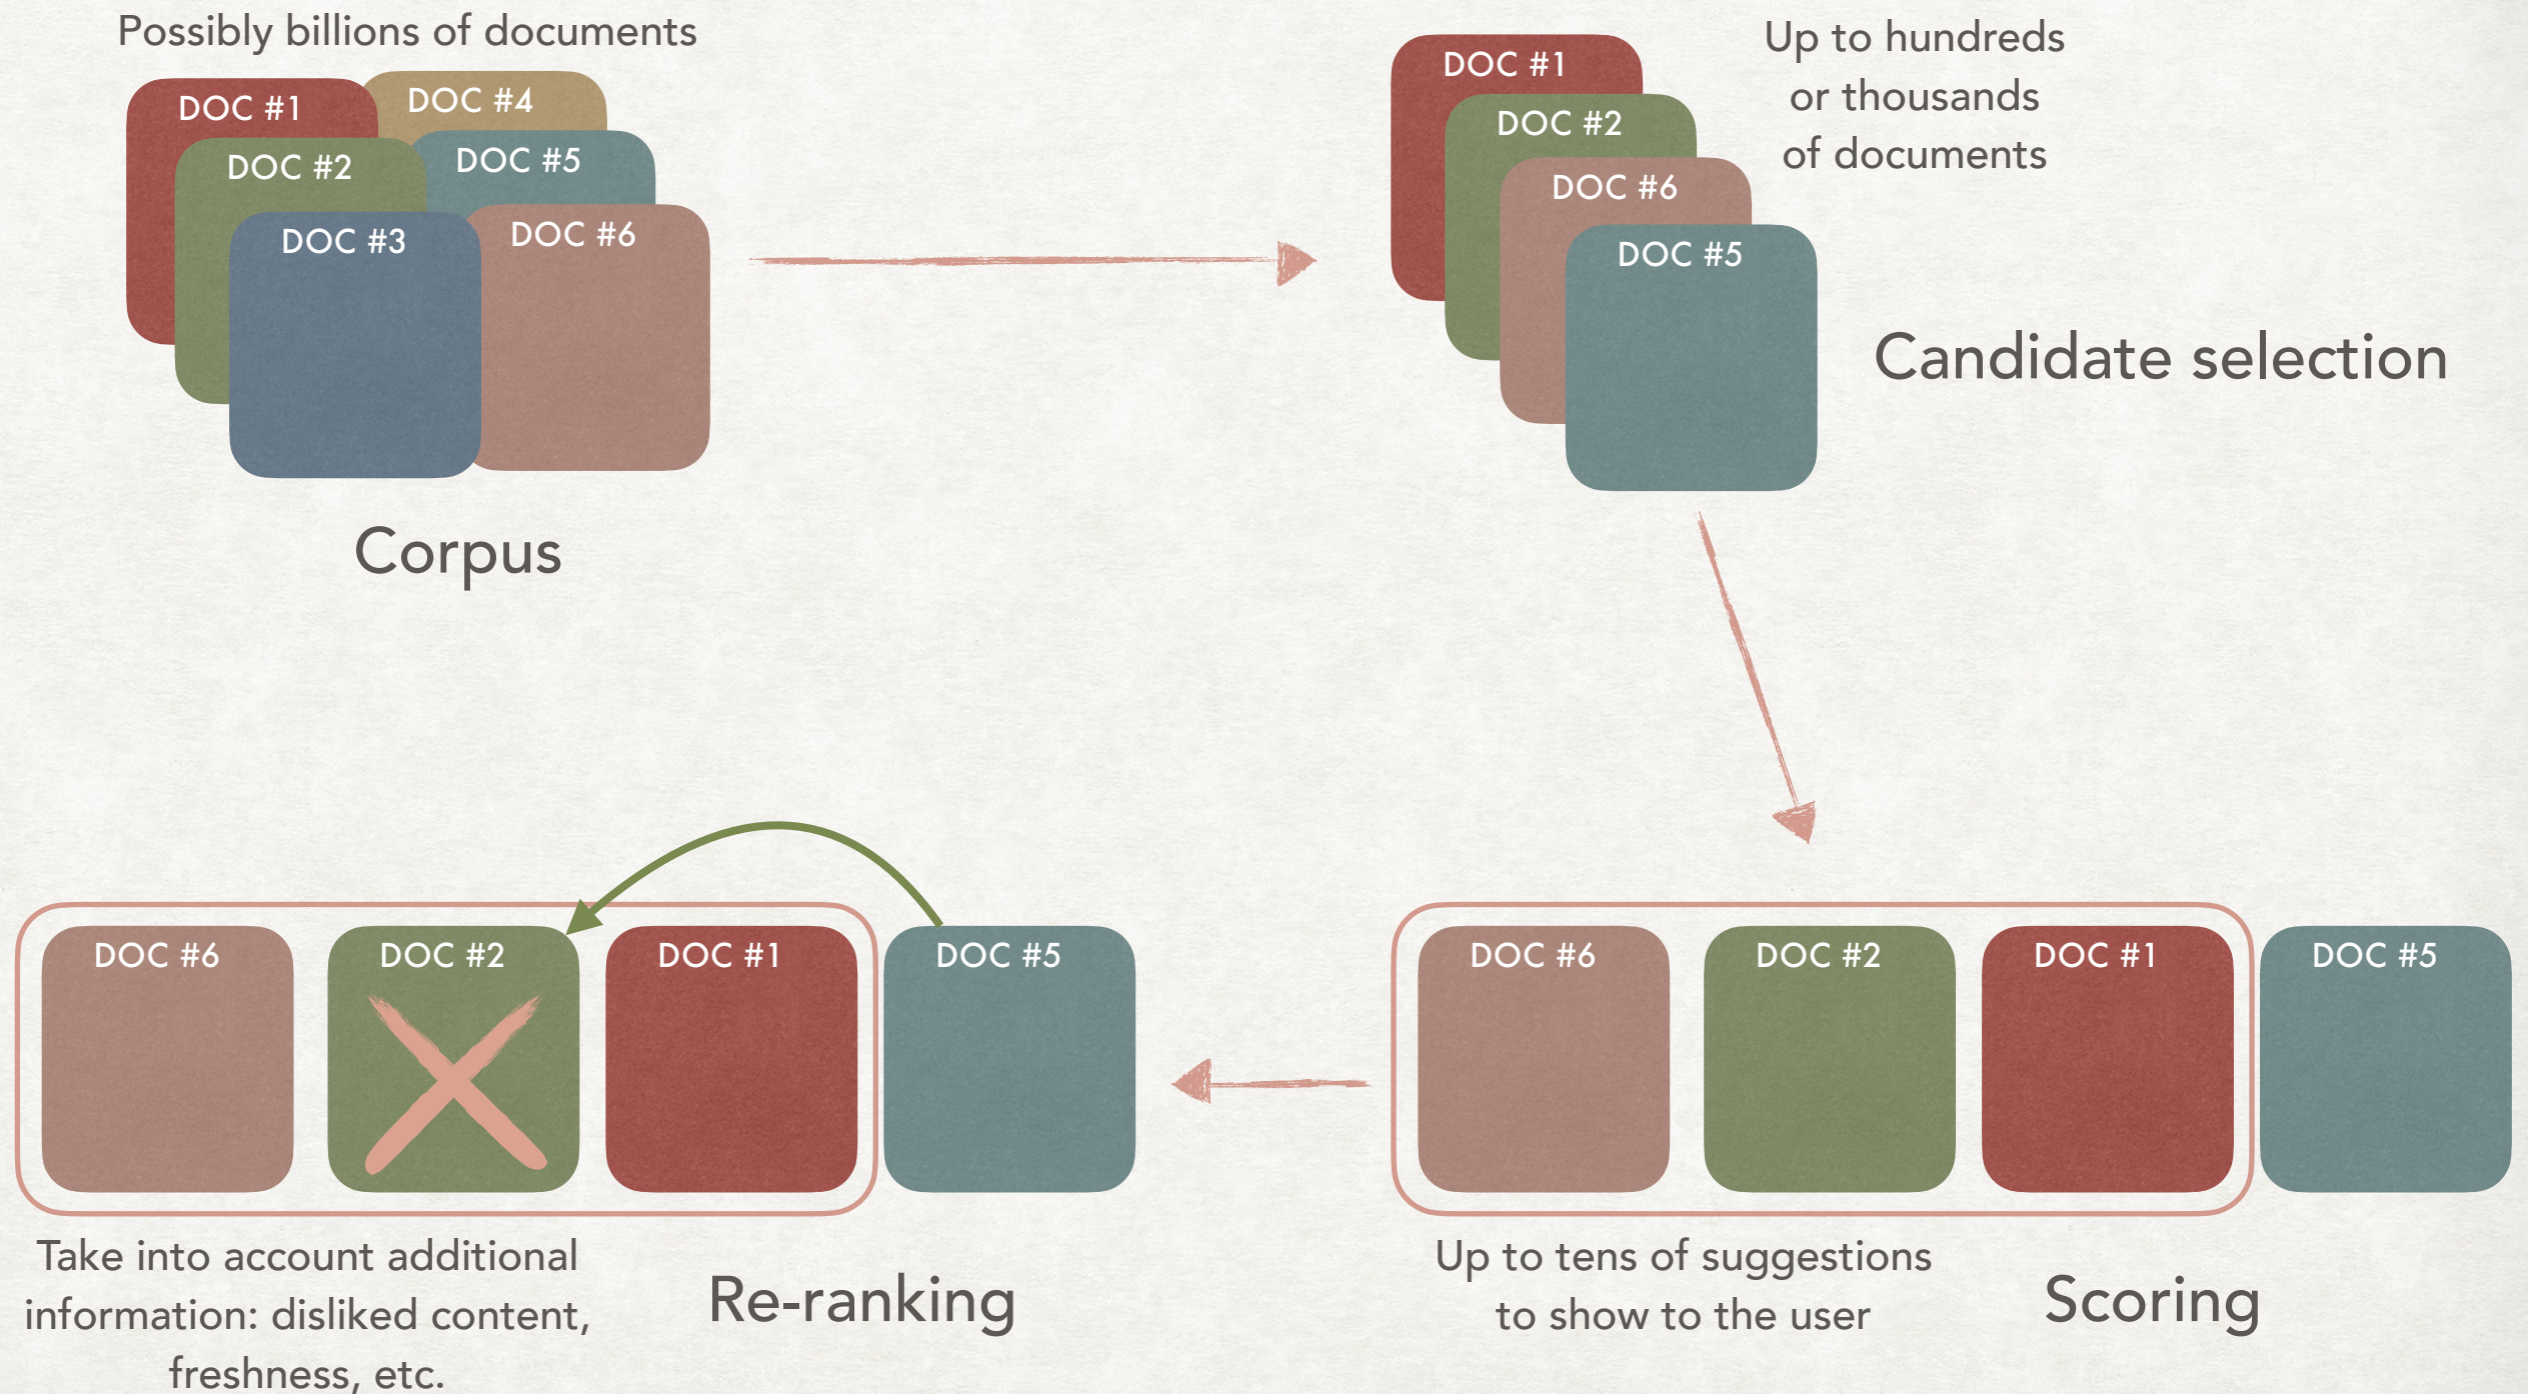 Possibly billions of documents
DOC #1
DOC #4
DOC #2
DOC #5
DOC #3
DOC #6
Corpus
Up to hundreds
or thousands
of documents
DOC #1
DOC #2
DOC #6
DOC #5
Candidate selection
DOC #6
DOC #2
DOC #1
DOC #5
Up to tens of suggestions
to show to the user
Scoring
DOC #6
DOC #2
DOC #1
DOC #5
Take into account additional
information: disliked content,
freshness, etc.
Re-ranking